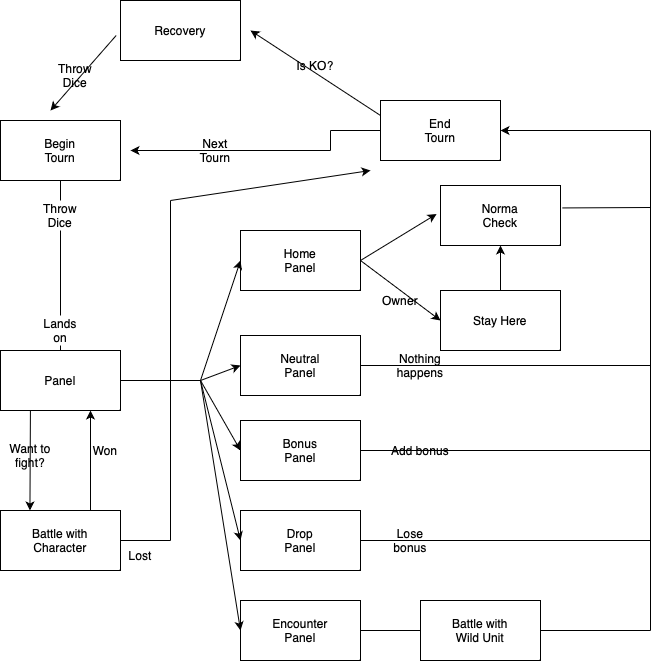 Recovery
Throw
Dice
Is KO?
End
Tourn
Begin
Tourn
Next
Tourn
Throw
Dice
Norma
Check
Home
Panel
Owner
Stay Here
Lands
on
Panel
Neutral
Panel
Nothing
happens
Want to
fight?
Won
Bonus
Panel
Add bonus
Battle with
Character
Lost
Drop
Panel
Lose
bonus
Encounter
Panel
Battle with
Wild Unit